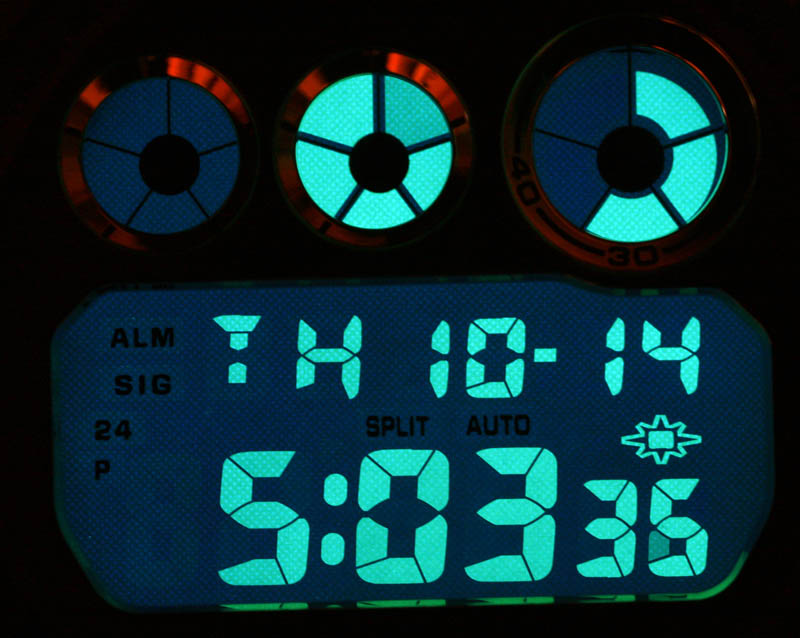 40
30
ALM TH 10-14
SIG
24 SPLIT AUTO
P 5:03 36